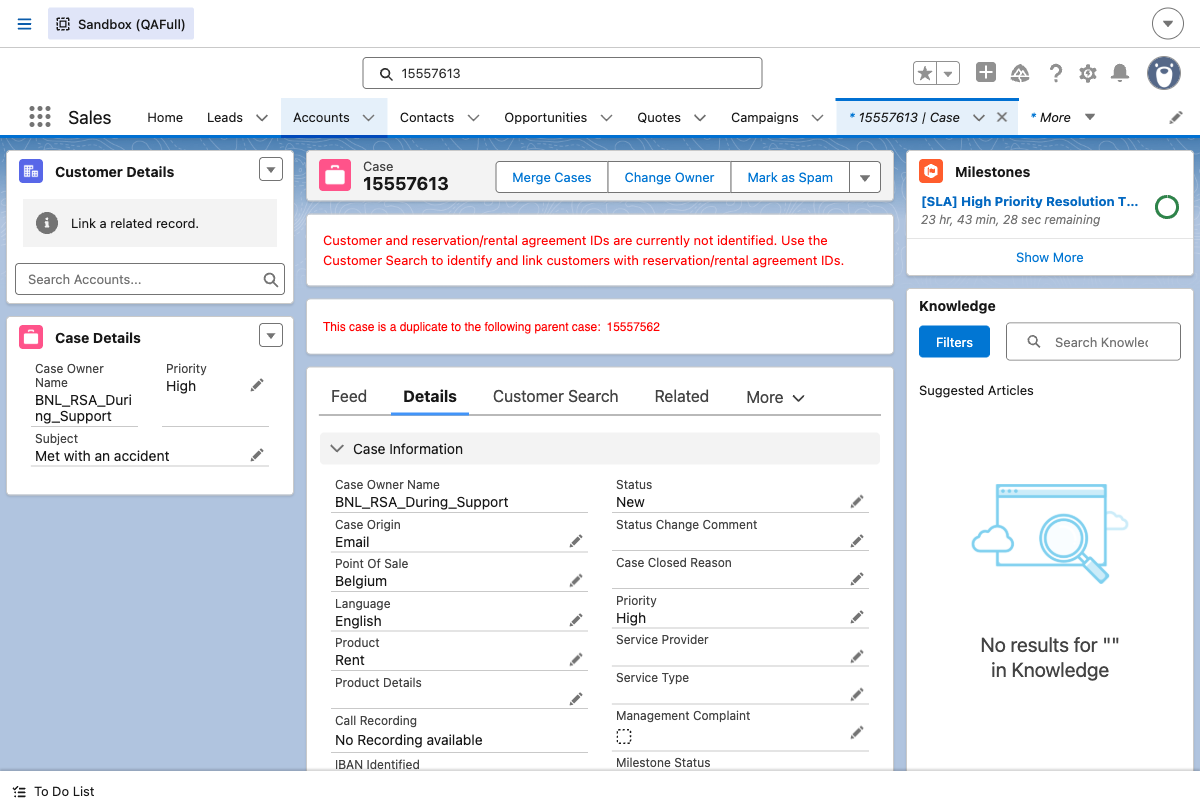 Sandbox (QAFull)
15557613
Sales
Home
Leads
Accounts
Contacts
Opportunities
Quotes
Campaigns
* 15557613 | Case
* More
Customer Details
Link a related record.
Search Accounts...
Case Details
Case Owner
Name
BNL_RSA_Duri
ng_Support
Priority
High
Subject
Met with an accident
Case
15557613
Merge Cases
Change Owner
Mark as Spam
Customer and reservation/rental agreement IDs are currently not identified. Use the
Customer Search to identify and link customers with reservation/rental agreement IDs.
This case is a duplicate to the following parent case: 15557562
Feed
Details
Customer Search
Related
More
Case Information
Case Owner Name
BNL_RSA_During_Support
Case Origin
Email
Point Of Sale
Belgium
Language
English
Product
Rent
Product Details
Call Recording
No Recording available
IBAN Identified
Status
New
Status Change Comment
Case Closed Reason
Priority
High
Service Provider
Service Type
Management Complaint
Milestone Status
Milestones
[SLA] High Priority Resolution T...
23 hr, 43 min, 28 sec remaining
Show More
Knowledge
Filters
Search Knowlec
Suggested Articles
No results for ""
in Knowledge
To Do List